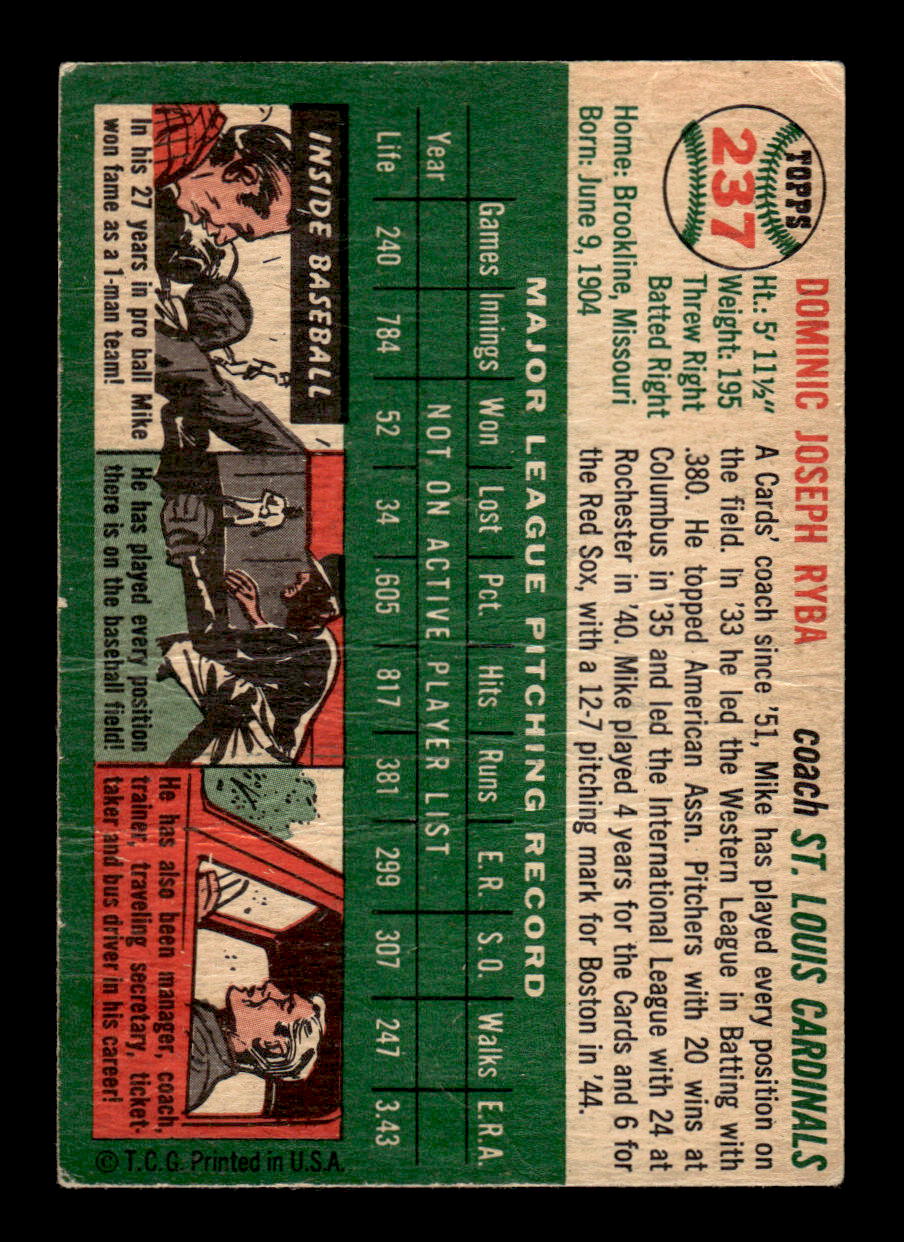 TOPPS
237
DOMINIC JOSEPH RYBA
coach ST. LOUIS CARDINALS
Ht.: 5' 11½"
Weight: 195
Threw Right
Batted Right
Home: Brookline, Missouri
Born: June 9, 1904
A Cards' coach since '51, Mike has played every position on
the field. In '33 he led the Western League in Batting with
.380. He topped American Assn. Pitchers with 20 wins at
Columbus in '35 and led the International League with 24 at
Rochester in '40. Mike played 4 years for the Cards and 6 for
the Red Sox, with a 12-7 pitching mark for Boston in '44.
MAJOR LEAGUE PITCHING RECORD
Games Innings Won Lost Pct. Hits Runs E.R. S.O. Walks E.R.A.
Year NOT ON ACTIVE PLAYER LIST
Life 240 784 52 34 .605 817 381 299 307 247 3.43
INSIDE BASEBALL
In his 27 years in pro ball Mike
won fame as a 1-man team!
He has played every position
there is on the baseball field!
He has also been manager, coach,
trainer, traveling secretary, ticket-
taker and bus driver in his career!
© T.C.G. Printed in U.S.A.